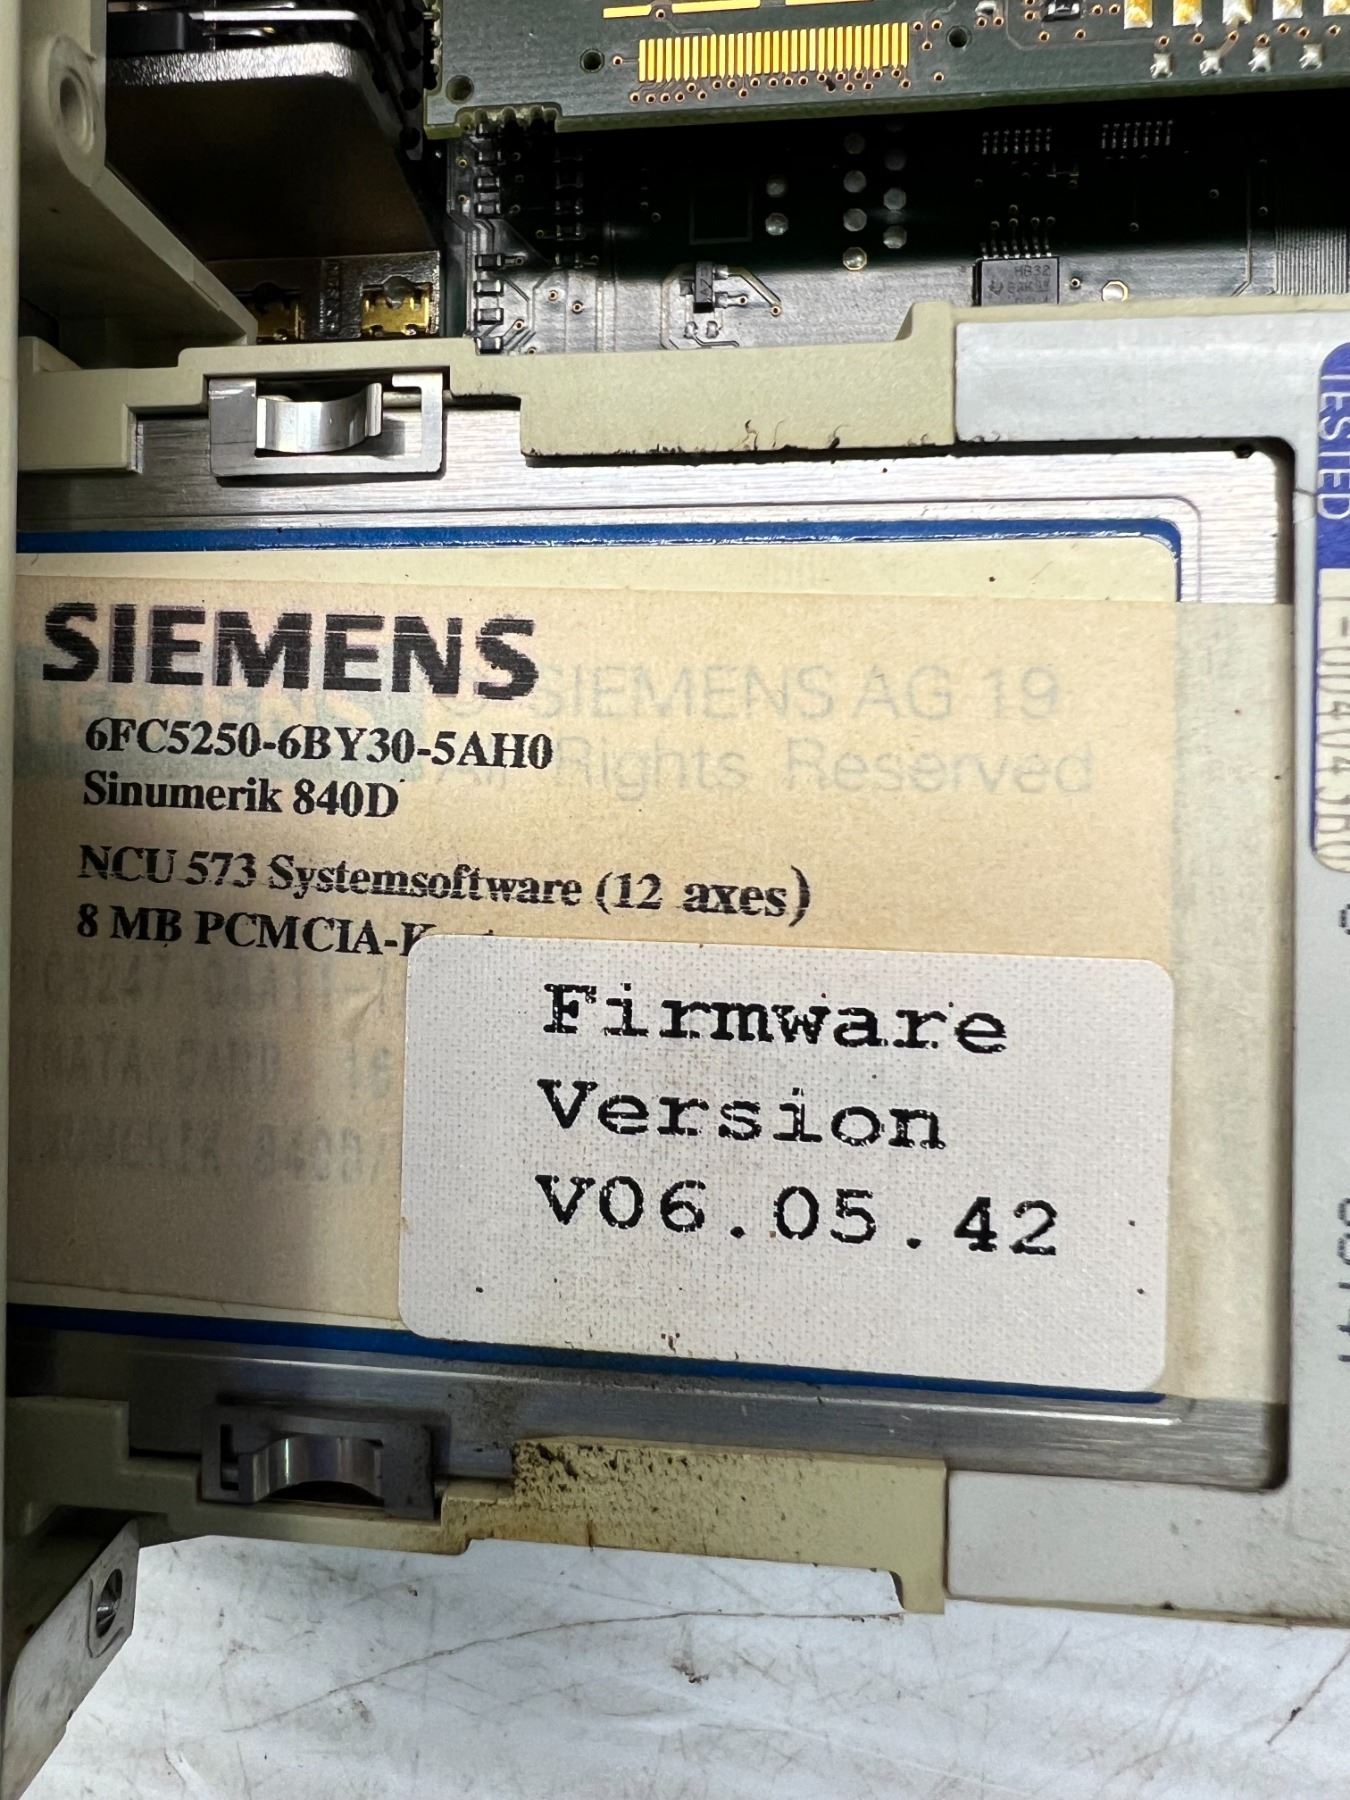 SIEMENS
6FC5250-6BY30-5AH0
Sinumerik 840D
NCU 573 Systemsoftware (12 axes)
8 MB PCMCIA-
© SIEMENS AG 19
All Rights Reserved
Firmware
Version
V06.05.42
TESTED